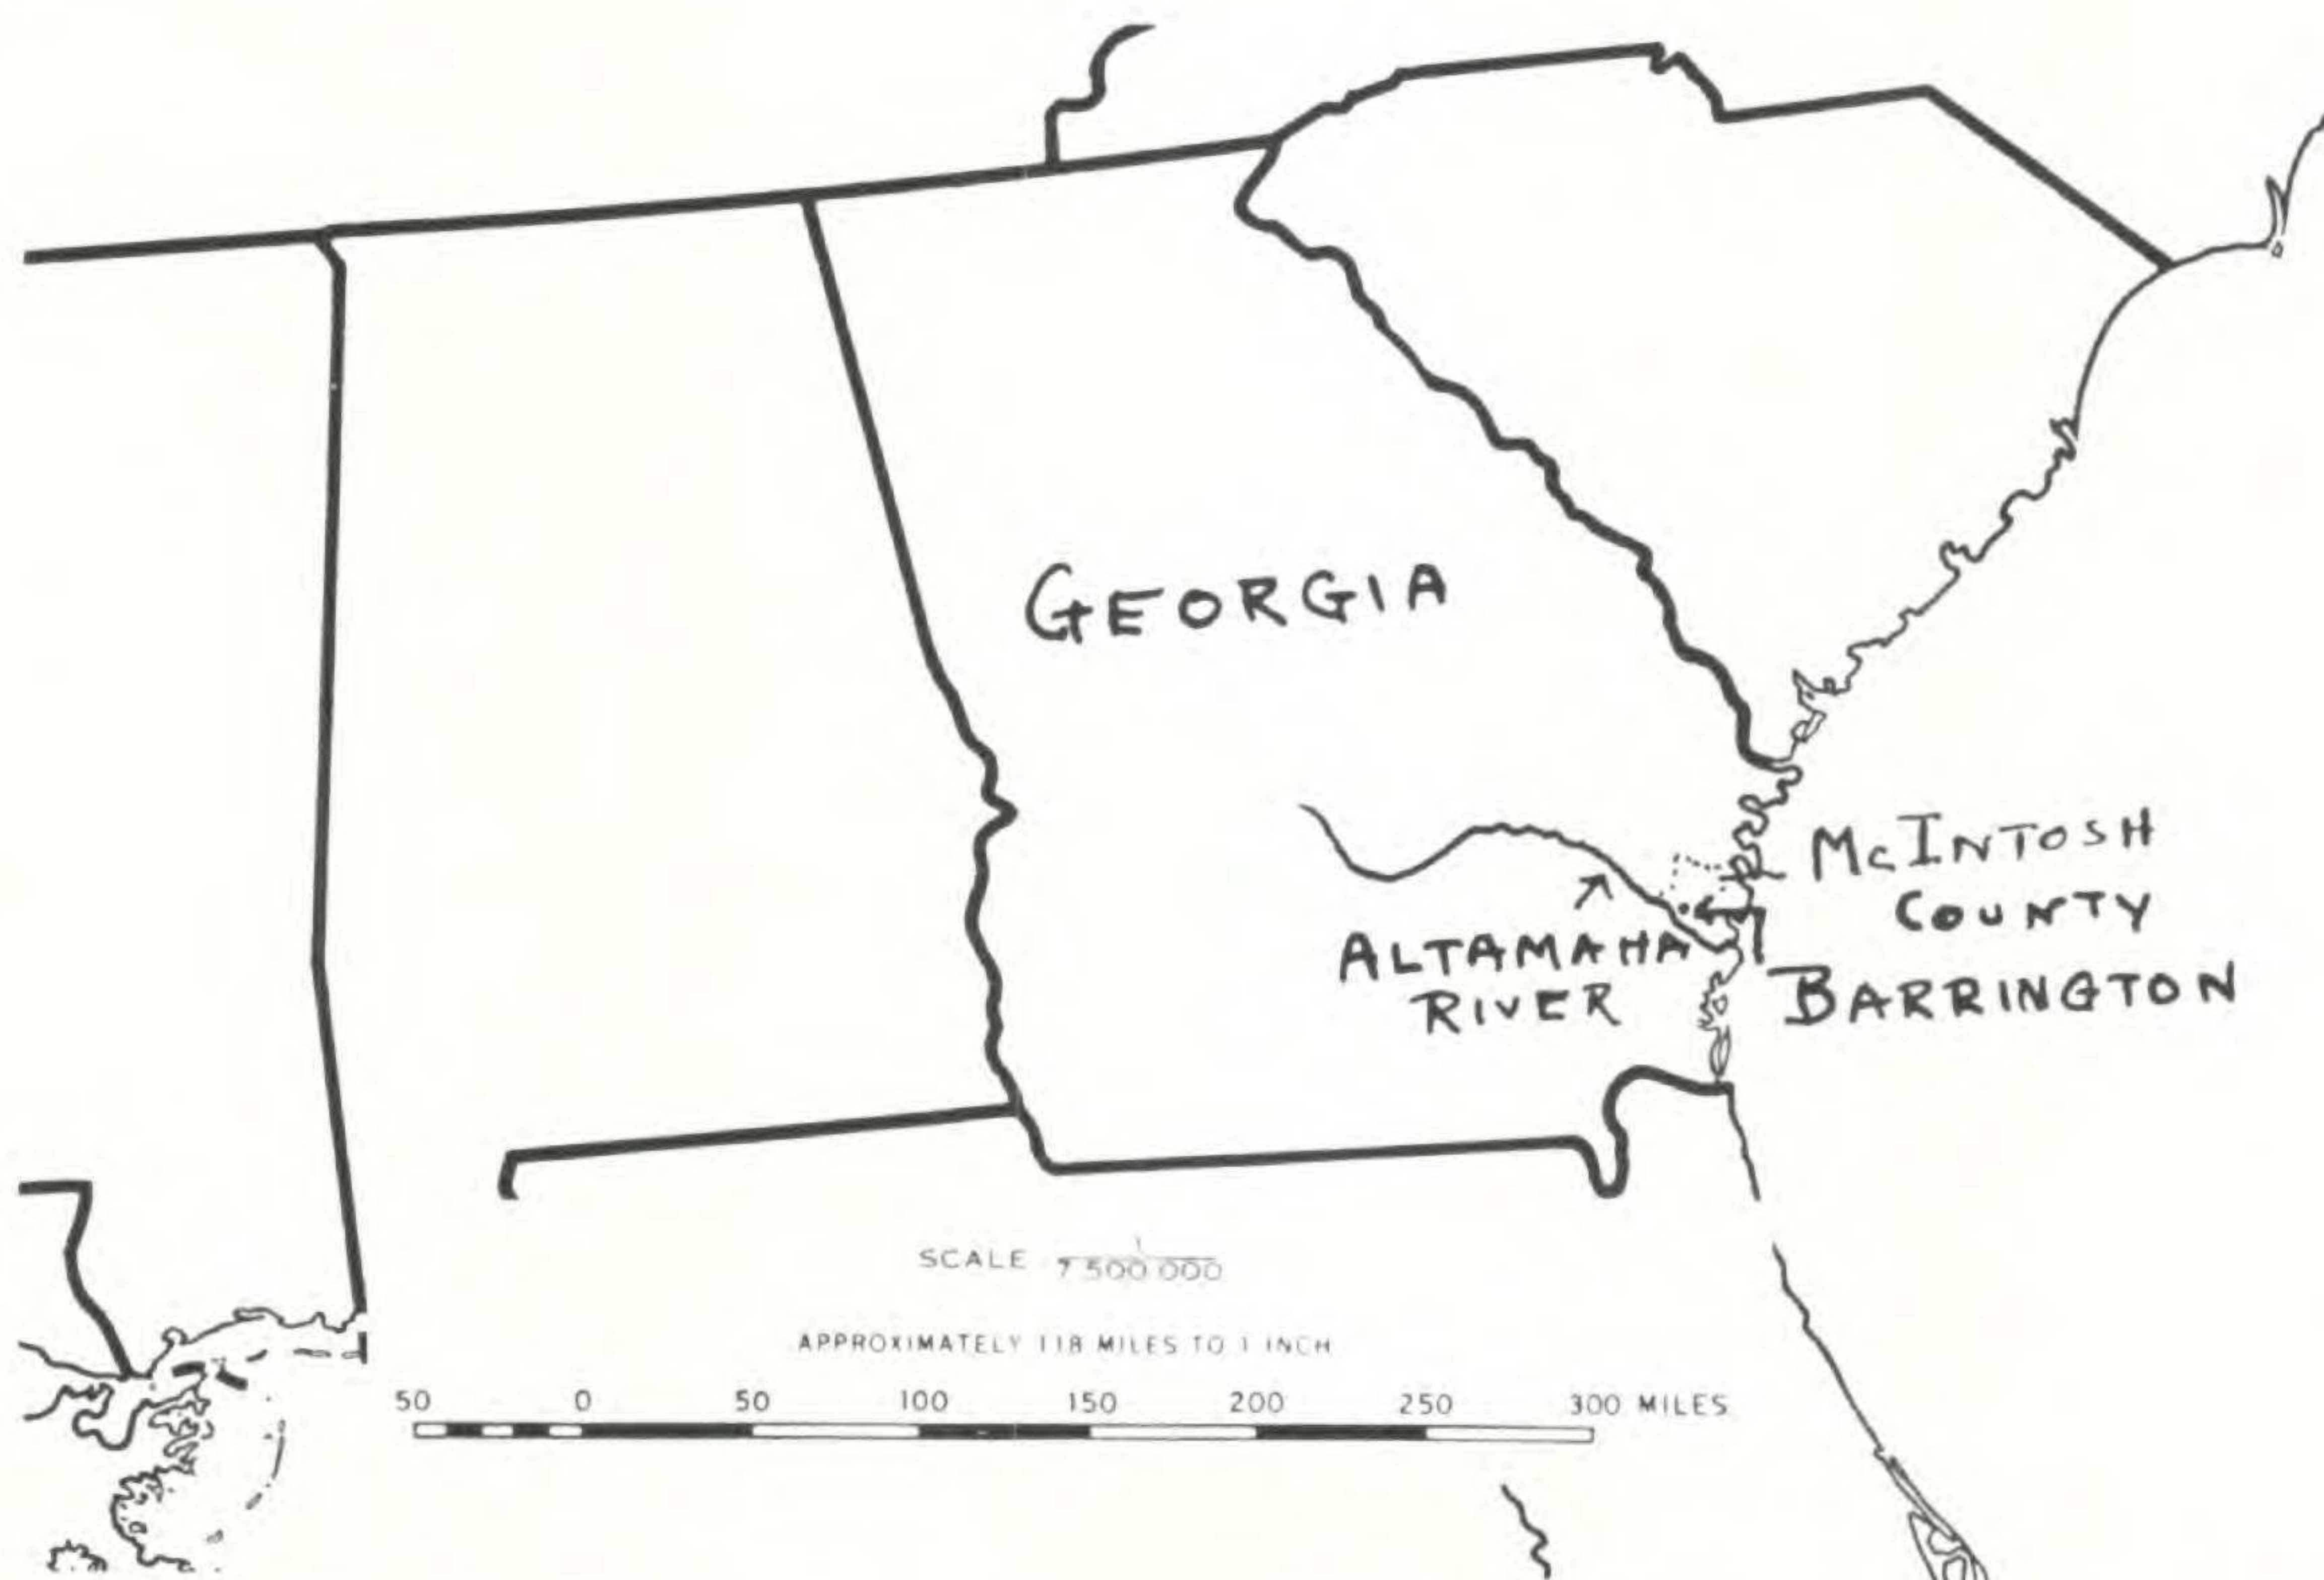 GEORGIA
McINTOSH
COUNTY
ALTAMAHA
RIVER
BARRINGTON
SCALE 1
7 500 000
APPROXIMATELY 118 MILES TO 1 INCH
50 0 50 100 150 200 250 300 MILES